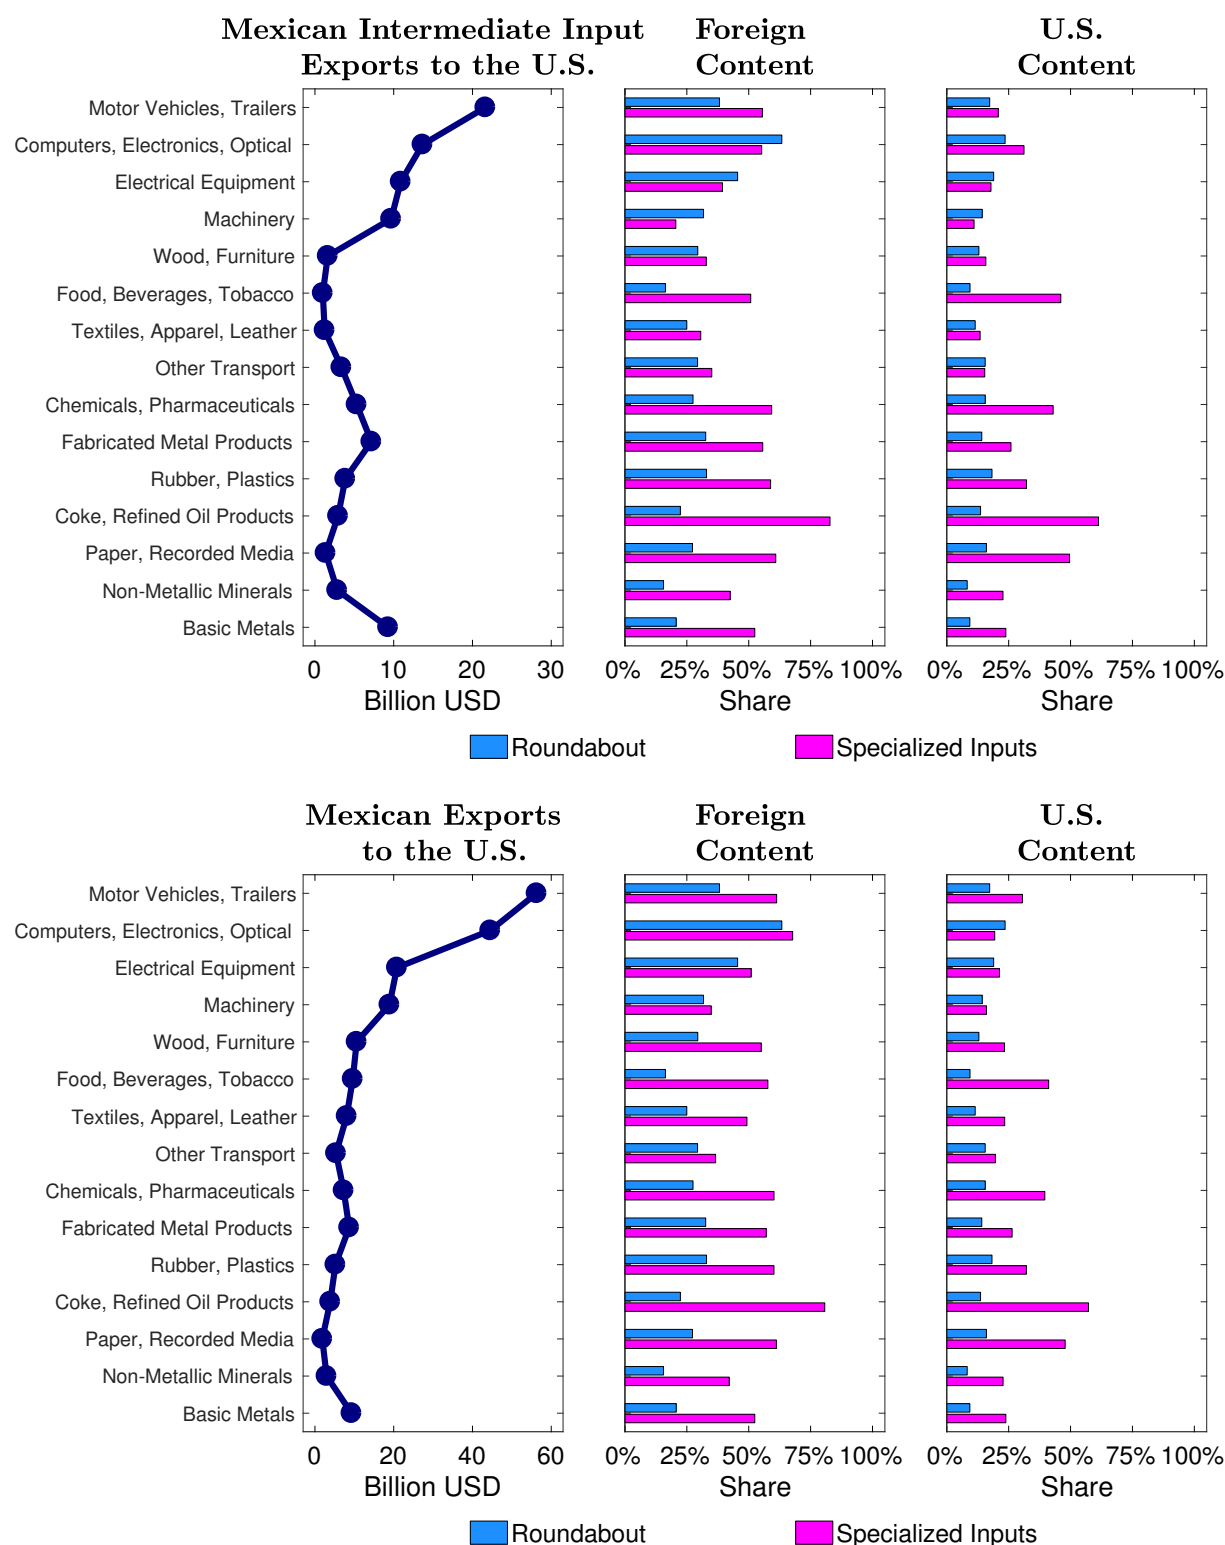 Mexican Intermediate Input
Exports to the U.S.
Foreign
Content
U.S.
Content
Motor Vehicles, Trailers
Computers, Electronics, Optical
Electrical Equipment
Machinery
Wood, Furniture
Food, Beverages, Tobacco
Textiles, Apparel, Leather
Other Transport
Chemicals, Pharmaceuticals
Fabricated Metal Products
Rubber, Plastics
Coke, Refined Oil Products
Paper, Recorded Media
Non-Metallic Minerals
Basic Metals
0 10 20 30
Billion USD
0% 25% 50% 75% 100%
Share
0% 25% 50% 75% 100%
Share
Roundabout
Specialized Inputs
Mexican Exports
to the U.S.
Foreign
Content
U.S.
Content
Motor Vehicles, Trailers
Computers, Electronics, Optical
Electrical Equipment
Machinery
Wood, Furniture
Food, Beverages, Tobacco
Textiles, Apparel, Leather
Other Transport
Chemicals, Pharmaceuticals
Fabricated Metal Products
Rubber, Plastics
Coke, Refined Oil Products
Paper, Recorded Media
Non-Metallic Minerals
Basic Metals
0 20 40 60
Billion USD
0% 25% 50% 75% 100%
Share
0% 25% 50% 75% 100%
Share
Roundabout
Specialized Inputs